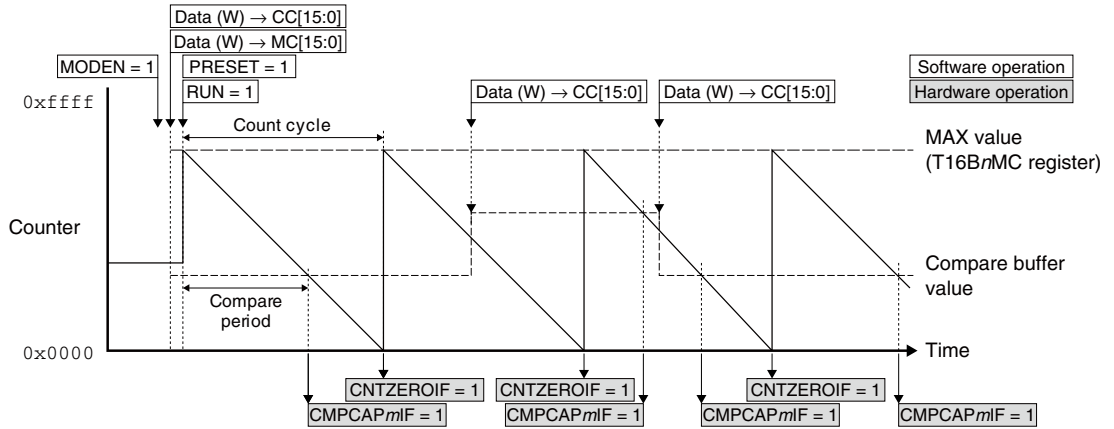 Data (W) → CC[15:0]
Data (W) → MC[15:0]
MODEN = 1
PRESET = 1
RUN = 1
Software operation
Hardware operation
0xffff
Data (W) → CC[15:0]
Data (W) → CC[15:0]
Count cycle
MAX value
(T16BnMC register)
Counter
Compare buffer
value
Compare
period
0x0000
Time
CNTZEROIF = 1
CNTZEROIF = 1
CNTZEROIF = 1
CMPCAPmIF = 1
CMPCAPmIF = 1
CMPCAPmIF = 1
CMPCAPmIF = 1